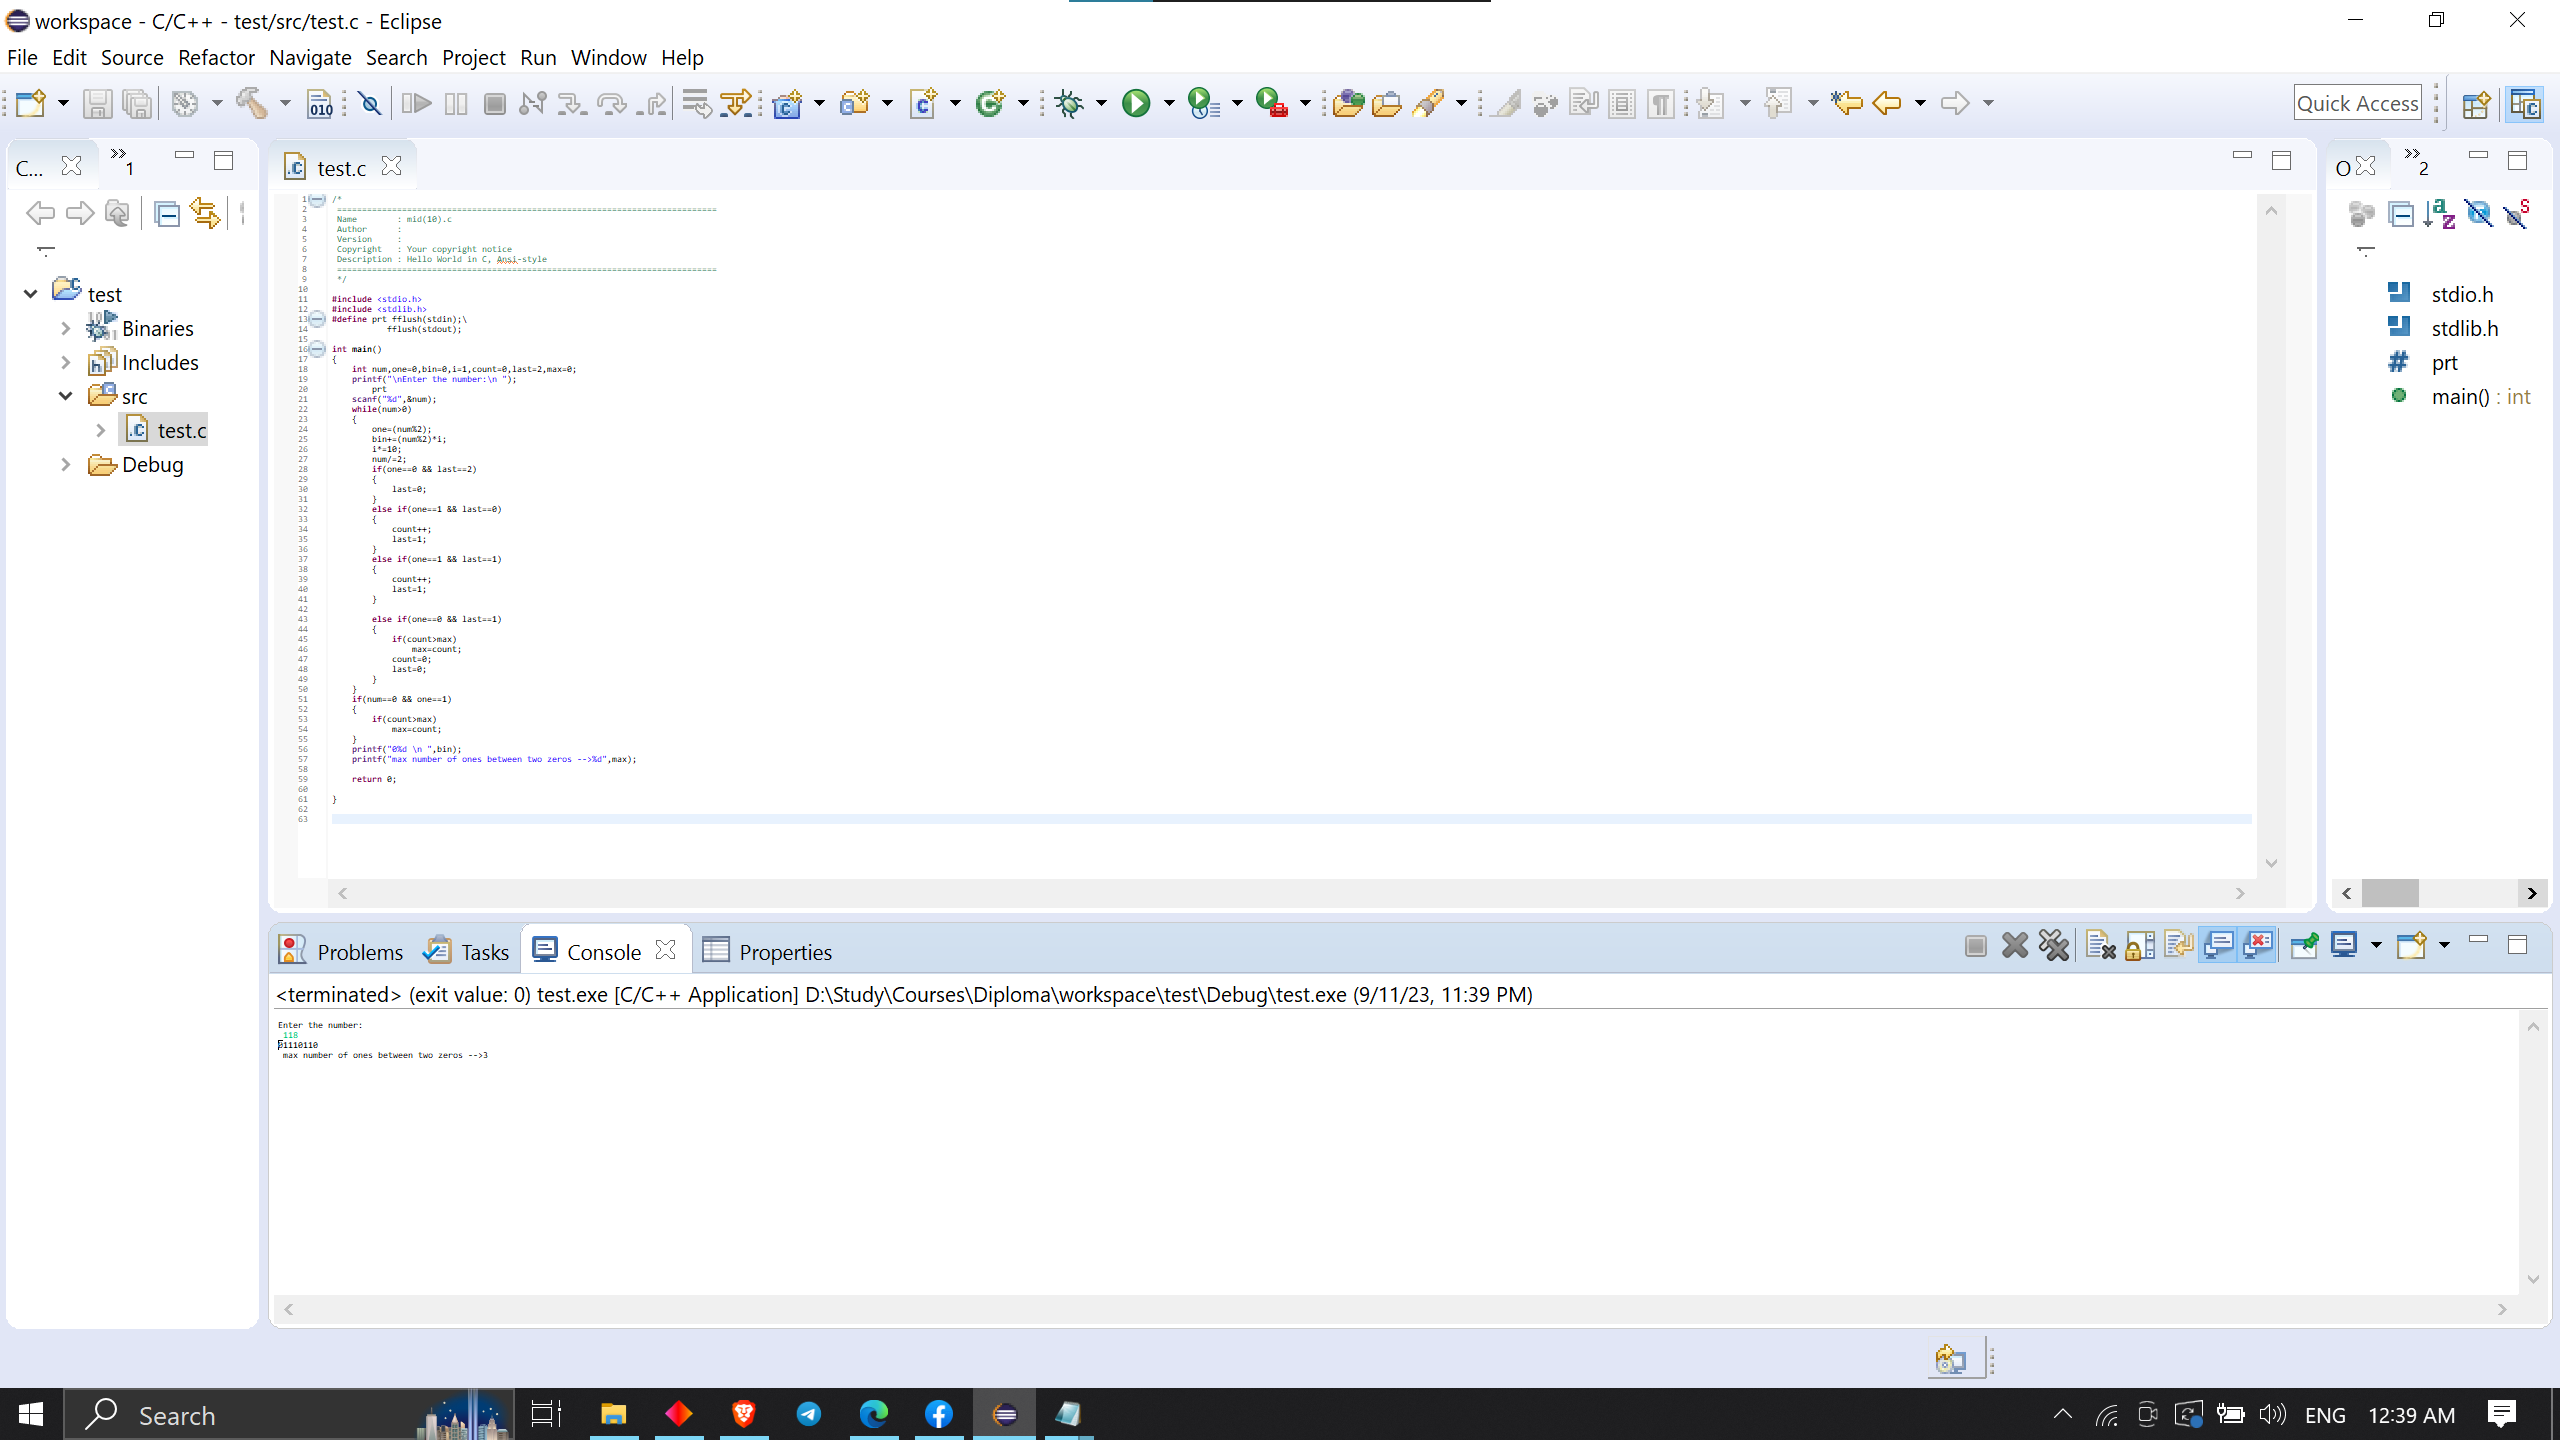 workspace - C/C++ - test/src/test.c - Eclipse
File Edit Source Refactor Navigate Search Project Run Window Help
Quick Access
C...
1
test
Binaries
Includes
src
test.c
Debug
test.c
1 /*
2 ============================================================================
3 Name : mid(10).c
4 Author :
5 Version :
6 Copyright : Your copyright notice
7 Description : Hello World in C, Ansi-style
8 ============================================================================
9 */
10
11 #include <stdio.h>
12 #include <stdlib.h>
13 #define prt fflush(stdin);\
14 fflush(stdout);
15
16 int main()
17 {
18 int num,one=0,bin=0,i=1,count=0,last=2,max=0;
19 printf("\nEnter the number:\n ");
20 prt
21 scanf("%d",&num);
22 while(num>0)
23 {
24 one=(num%2);
25 bin+=(num%2)*i;
26 i*=10;
27 num/=2;
28 if(one==0 && last==2)
29 {
30 last=0;
31 }
32 else if(one==1 && last==0)
33 {
34 count++;
35 last=1;
36 }
37 else if(one==1 && last==1)
38 {
39 count++;
40 last=1;
41 }
42
43 else if(one==0 && last==1)
44 {
45 if(count>max)
46 max=count;
47 count=0;
48 last=0;
49 }
50 }
51 if(num==0 && one==1)
52 {
53 if(count>max)
54 max=count;
55 }
56 printf("0%d \n ",bin);
57 printf("max number of ones between two zeros -->%d",max);
58
59 return 0;
60
61 }
62
63
O
2
stdio.h
stdlib.h
prt
main() : int
Problems Tasks Console Properties
<terminated> (exit value: 0) test.exe [C/C++ Application] D:\Study\Courses\Diploma\workspace\test\Debug\test.exe (9/11/23, 11:39 PM)
Enter the number:
118
01110110
max number of ones between two zeros -->3
Search
ENG
12:39 AM